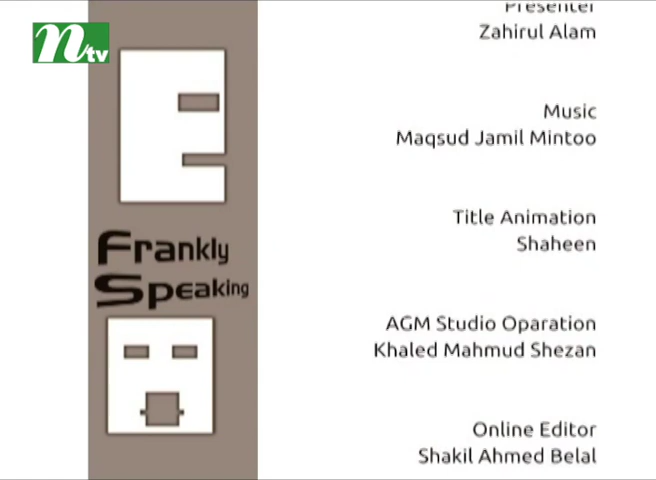 ntv
Frankly
Speaking
Presenter
Zahirul Alam
Music
Maqsud Jamil Mintoo
Title Animation
Shaheen
AGM Studio Oparation
Khaled Mahmud Shezan
Online Editor
Shakil Ahmed Belal